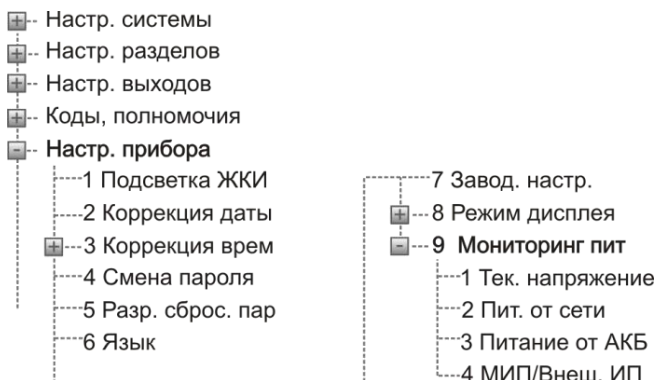 Настр. системы
Настр. разделов
Настр. выходов
Коды, полномочия
Настр. прибора
1 Подсветка ЖКИ
2 Коррекция даты
3 Коррекция врем
4 Смена пароля
5 Разр. сброс. пар
6 Язык
7 Завод. настр.
8 Режим дисплея
9 Мониторинг пит
1 Тек. напряжение
2 Пит. от сети
3 Питание от АКБ
4 МИП/Внеш. ИП